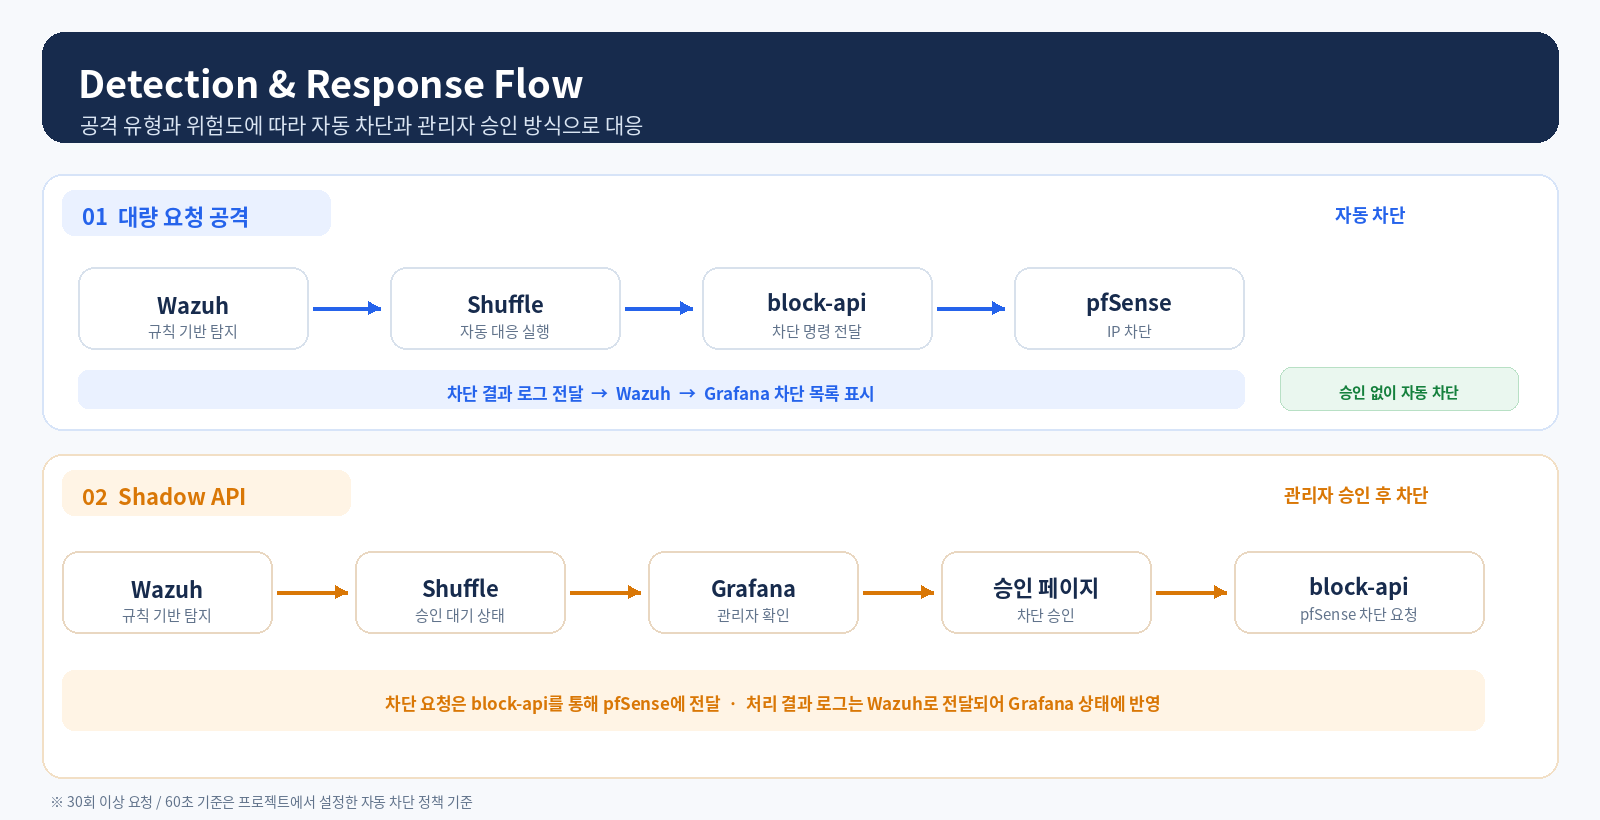 Detection & Response Flow
공격 유형과 위험도에 따라 자동 차단과 관리자 승인 방식으로 대응
01 대량 요청 공격
자동 차단
Wazuh
규칙 기반 탐지
Shuffle
자동 대응 실행
block-api
차단 명령 전달
pfSense
IP 차단
차단 결과 로그 전달 → Wazuh → Grafana 차단 목록 표시
승인 없이 자동 차단
02 Shadow API
관리자 승인 후 차단
Wazuh
규칙 기반 탐지
Shuffle
승인 대기 상태
Grafana
관리자 확인
승인 페이지
차단 승인
block-api
pfSense 차단 요청
차단 요청은 block-api를 통해 pfSense에 전달 · 처리 결과 로그는 Wazuh로 전달되어 Grafana 상태에 반영
※ 30회 이상 요청 / 60초 기준은 프로젝트에서 설정한 자동 차단 정책 기준